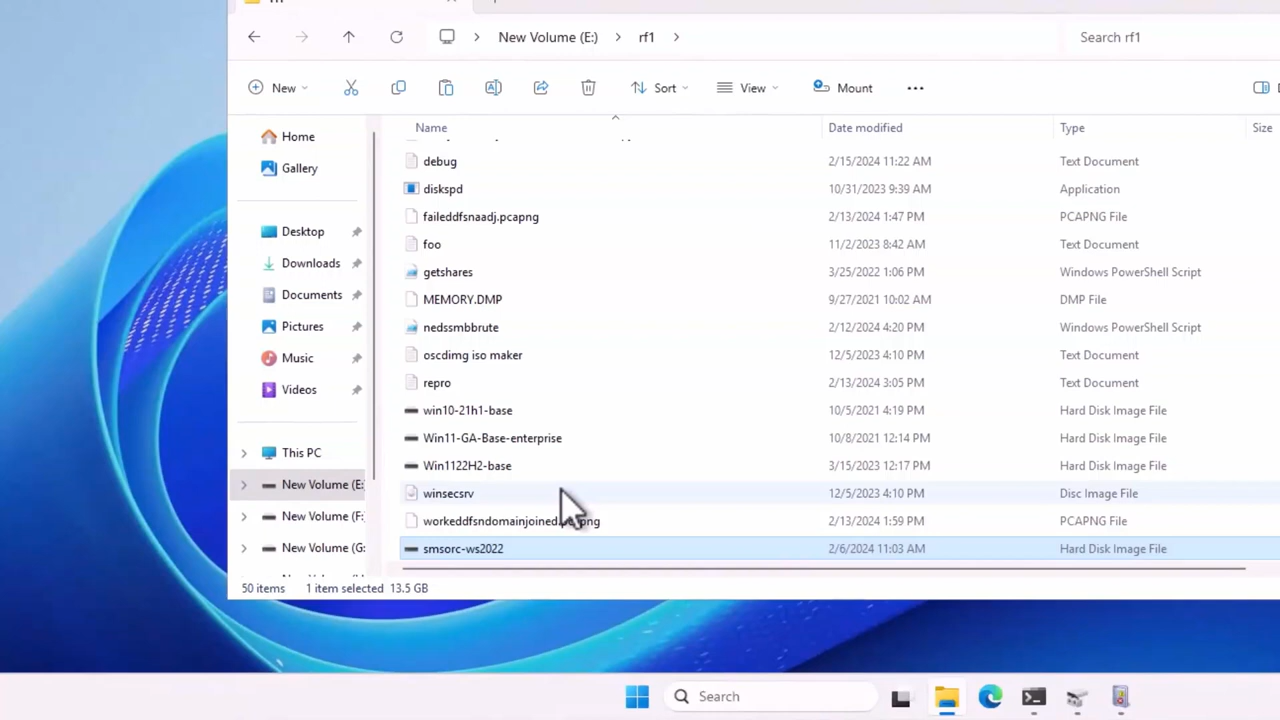 New Volume (E:) rf1 Search rf1
New Sort View Mount
Name Date modified Type Size
Home
Gallery
Desktop
Downloads
Documents
Pictures
Music
Videos
This PC
New Volume (E:
New Volume (F:
New Volume (G:
debug 2/15/2024 11:22 AM Text Document
diskspd 10/31/2023 9:39 AM Application
faileddfsnaadj.pcapng 2/13/2024 1:47 PM PCAPNG File
foo 11/2/2023 8:42 AM Text Document
getshares 3/25/2022 1:06 PM Windows PowerShell Script
MEMORY.DMP 9/27/2021 10:02 AM DMP File
nedssmbbrute 2/12/2024 4:20 PM Windows PowerShell Script
oscdimg iso maker 12/5/2023 4:10 PM Text Document
repro 2/13/2024 3:05 PM Text Document
win10-21h1-base 10/5/2021 4:19 PM Hard Disk Image File
Win11-GA-Base-enterprise 10/8/2021 12:14 PM Hard Disk Image File
Win1122H2-base 3/15/2023 12:17 PM Hard Disk Image File
winsecsrv 12/5/2023 4:10 PM Disc Image File
2/13/2024 1:59 PM PCAPNG File
smsorc-ws2022 2/6/2024 11:03 AM Hard Disk Image File
50 items 1 item selected 13.5 GB
Search